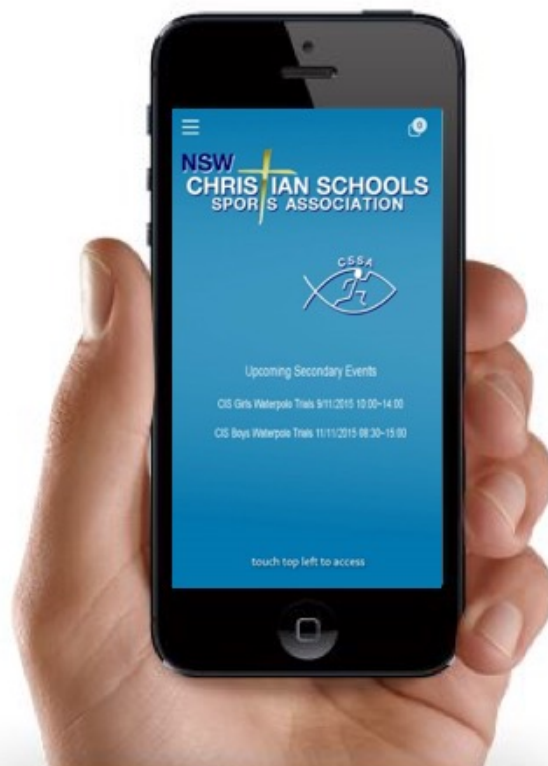 0
NSW
CHRISTIAN SCHOOLS
SPORTS ASSOCIATION
CSSA
Upcoming Secondary Events
CIS Girls Waterpolo Trials 9/11/2015 10:00~14:00
CIS Boys Waterpolo Trials 11/11/2015 08:30~15:00
touch top left to access